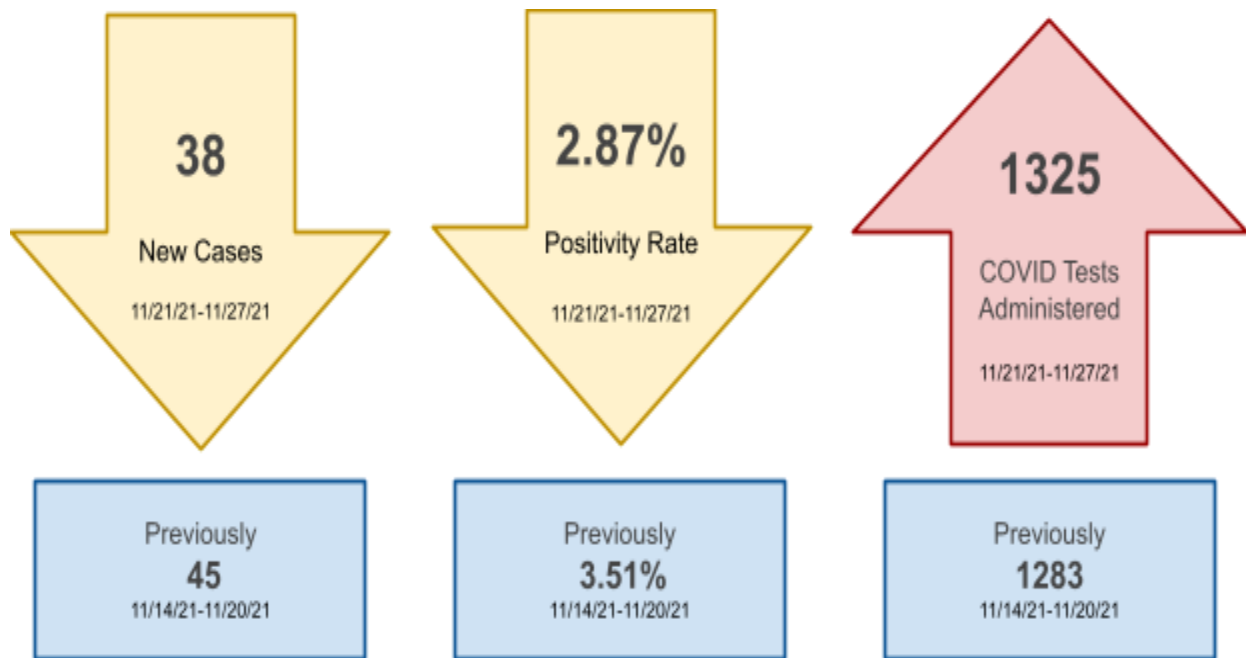 38
New Cases
11/21/21-11/27/21
2.87%
Positivity Rate
11/21/21-11/27/21
1325
COVID Tests
Administered
11/21/21-11/27/21
Previously
45
11/14/21-11/20/21
Previously
3.51%
11/14/21-11/20/21
Previously
1283
11/14/21-11/20/21